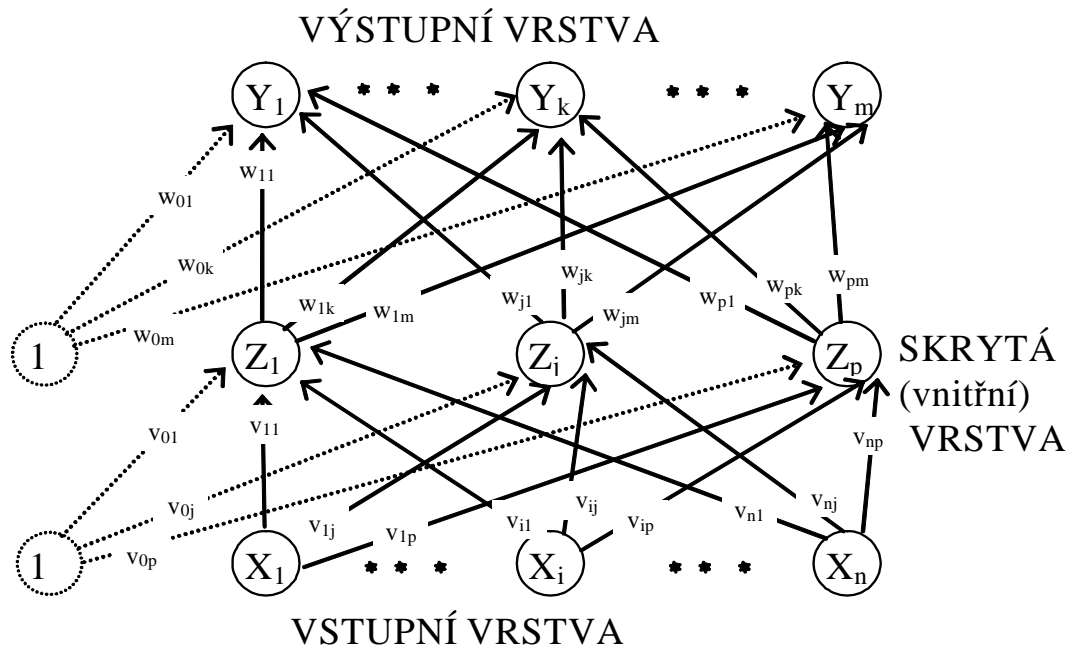 VÝSTUPNÍ VRSTVA
Y1 * * * Yk * * * Ym
w11
w01
w0k
w0m
w1k
w1m
wj1
wjk
wjm
wp1
wpk
wpm
1 Z1 Zj Zp
SKRYTÁ
(vnitřní)
VRSTVA
v01
v11
v0j
v0p
v1j
v1p
vi1
vij
vip
vn1
vnj
vnp
1 X1 * * * Xi * * * Xn
VSTUPNÍ VRSTVA